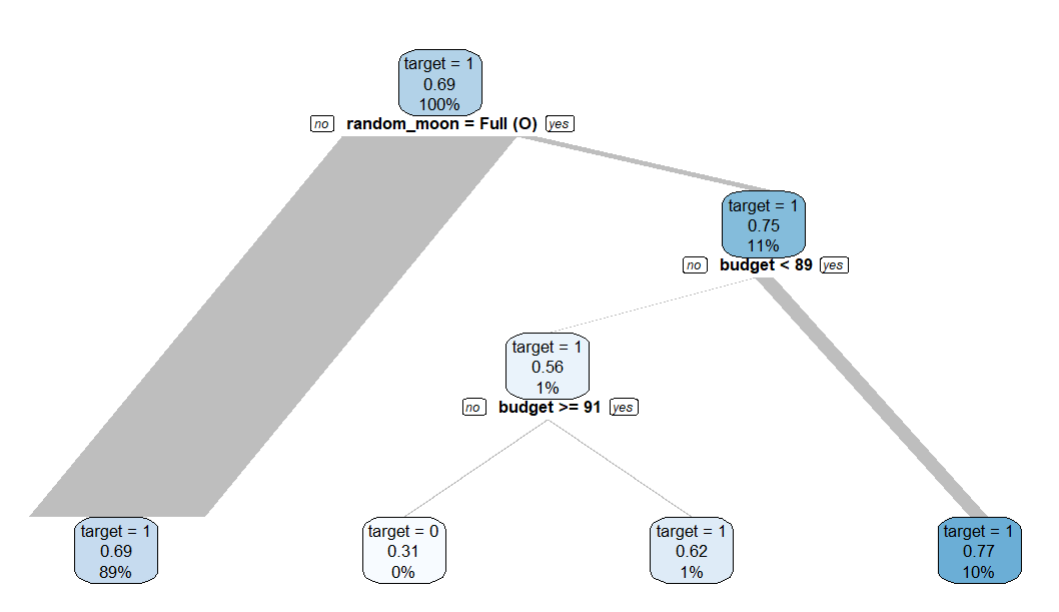 target = 1
0.69
100%
no random_moon = Full (O) yes
target = 1
0.75
11%
no budget < 89 yes
target = 1
0.56
1%
no budget >= 91 yes
target = 1
0.69
89%
target = 0
0.31
0%
target = 1
0.62
1%
target = 1
0.77
10%